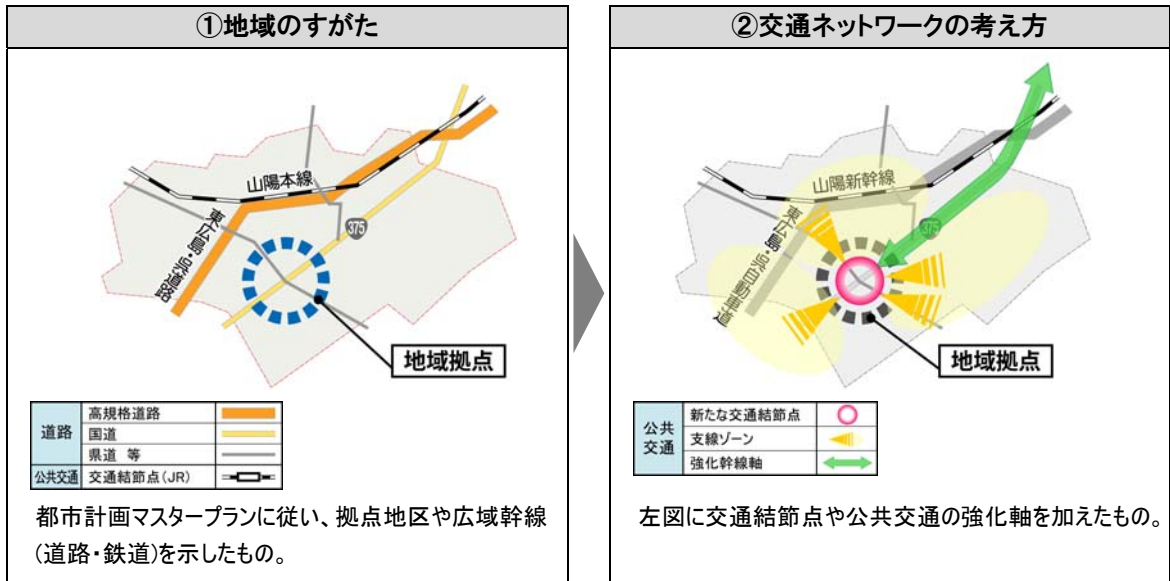 ①地域のすがた
山陽本線
東広島・呉道路
375
地域拠点
道路
高規格道路
国道
県道 等
公共交通
交通結節点(JR)
都市計画マスタープランに従い、拠点地区や広域幹線
(道路・鉄道)を示したもの。
②交通ネットワークの考え方
山陽新幹線
東広島・呉自動車道
375
地域拠点
公共
交通
新たな交通結節点
支線ゾーン
強化幹線軸
左図に交通結節点や公共交通の強化軸を加えたもの。